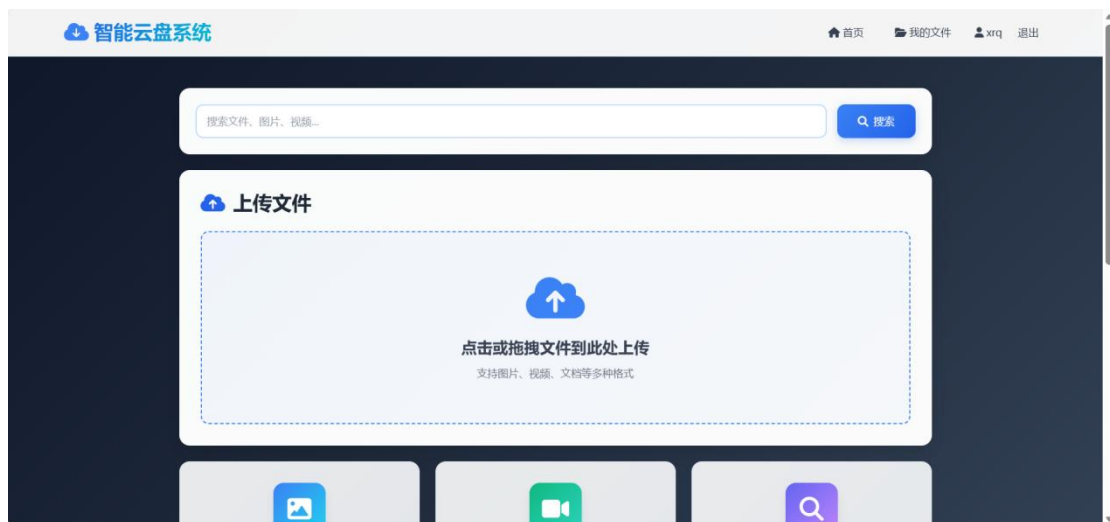 智能云盘系统
首页 我的文件 xrq 退出
搜索文件、图片、视频...
搜索
上传文件
点击或拖拽文件到此处上传
支持图片、视频、文档等多种格式